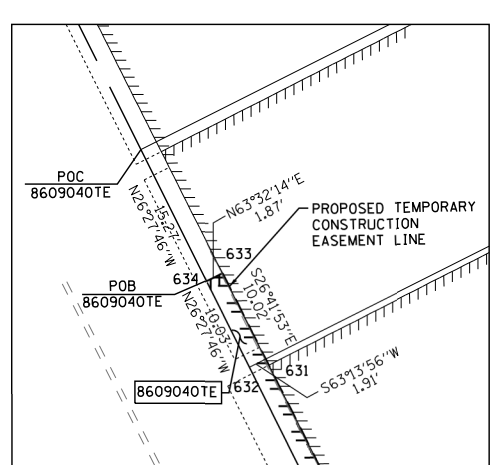 POC
8609040TE
15.27'
N26°27'46"W
N63°32'14"E
1.87'
PROPOSED TEMPORARY
CONSTRUCTION
EASEMENT LINE
633
634
S26°41'53"E
10.02'
POB
8609040TE
10.03'
N26°27'46"W
631
S63°13'56"W
1.91'
8609040TE
632